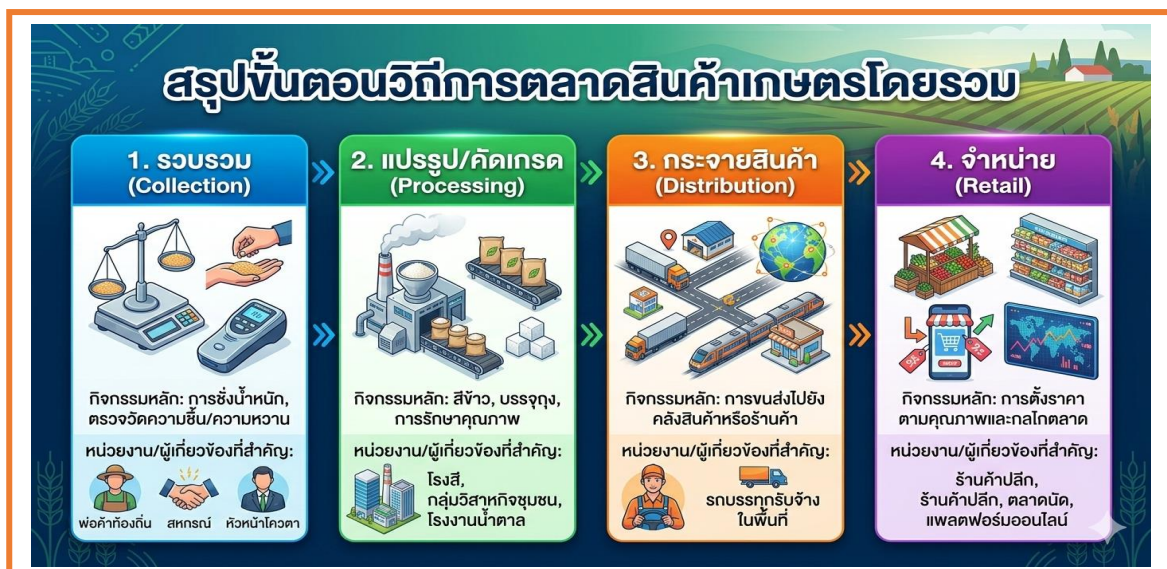 สรุปขั้นตอนวิถีการตลาดสินค้าเกษตรโดยรวม
1. รวบรวม
(Collection)
กิจกรรมหลัก: การชั่งน้ำหนัก,
ตรวจวัดความชื้น/ความหวาน
หน่วยงาน/ผู้เกี่ยวข้องที่สำคัญ:
พ่อค้าท้องถิ่น
สหกรณ์
หัวหน้าโควตา
2. แปรรูป/คัดเกรด
(Processing)
กิจกรรมหลัก: สีข้าว, บรรจุถุง,
การรักษาคุณภาพ
หน่วยงาน/ผู้เกี่ยวข้องที่สำคัญ:
โรงสี,
กลุ่มวิสาหกิจชุมชน,
โรงงานน้ำตาล
3. กระจายสินค้า
(Distribution)
กิจกรรมหลัก: การขนส่งไปยัง
คลังสินค้าหรือร้านค้า
หน่วยงาน/ผู้เกี่ยวข้องที่สำคัญ:
รถบรรทุกรับจ้าง
ในพื้นที่
4. จำหน่าย
(Retail)
กิจกรรมหลัก: การตั้งราคา
ตามคุณภาพและกลไกตลาด
หน่วยงาน/ผู้เกี่ยวข้องที่สำคัญ:
ร้านค้าปลีก,
ร้านค้าปลีก, ตลาดนัด,
แพลตฟอร์มออนไลน์